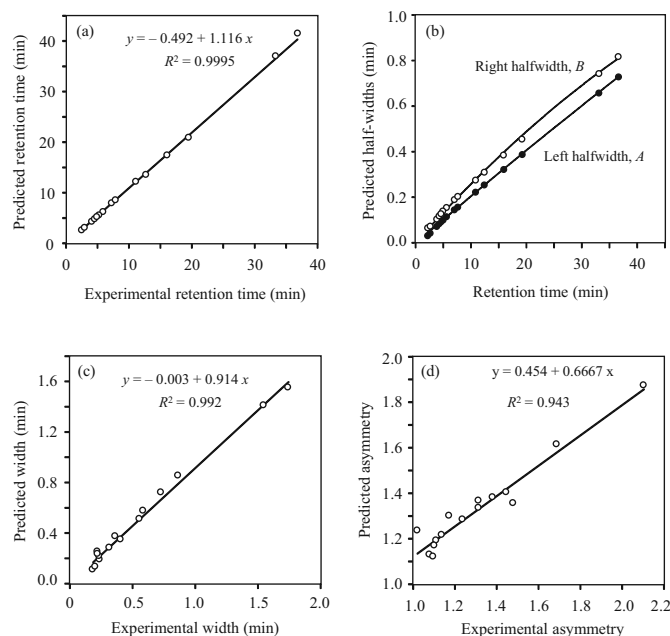 (a)
y = – 0.492 + 1.116 x
R² = 0.9995
40
30
20
10
0
0
10
20
30
40
Predicted retention time (min)
Experimental retention time (min)
(b)
Right halfwidth, B
Left halfwidth, A
1.0
0.8
0.6
0.4
0.2
0.0
0
10
20
30
40
Predicted half-widths (min)
Retention time (min)
(c)
y = – 0.003 + 0.914 x
R² = 0.992
1.6
1.2
0.8
0.4
0.0
0
0.5
1.0
1.5
2.0
Predicted width (min)
Experimental width (min)
(d)
y = 0.454 + 0.6667 x
R² = 0.943
2.0
1.8
1.6
1.4
1.2
1.0
1.0
1.2
1.4
1.6
1.8
2.0
2.2
Predicted asymmetry
Experimental asymmetry